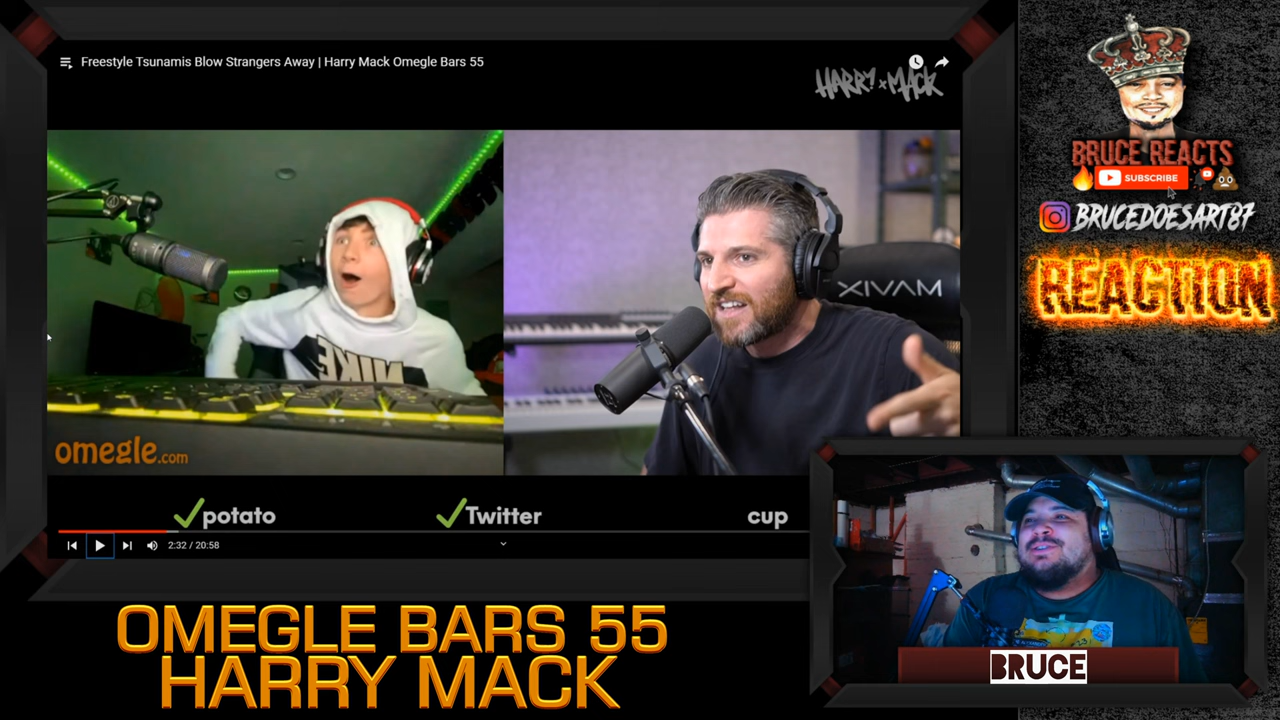 Freestyle Tsunamis Blow Strangers Away | Harry Mack Omegle Bars 55
HARRY x MACK
BRUCE REACTS
SUBSCRIBE
BRUCEDOESART87
REACTION
XIVAM
NIKE
omegle.com
potato
Twitter
cup
2:32 / 20:58
OMEGLE BARS 55
HARRY MACK
BRUCE